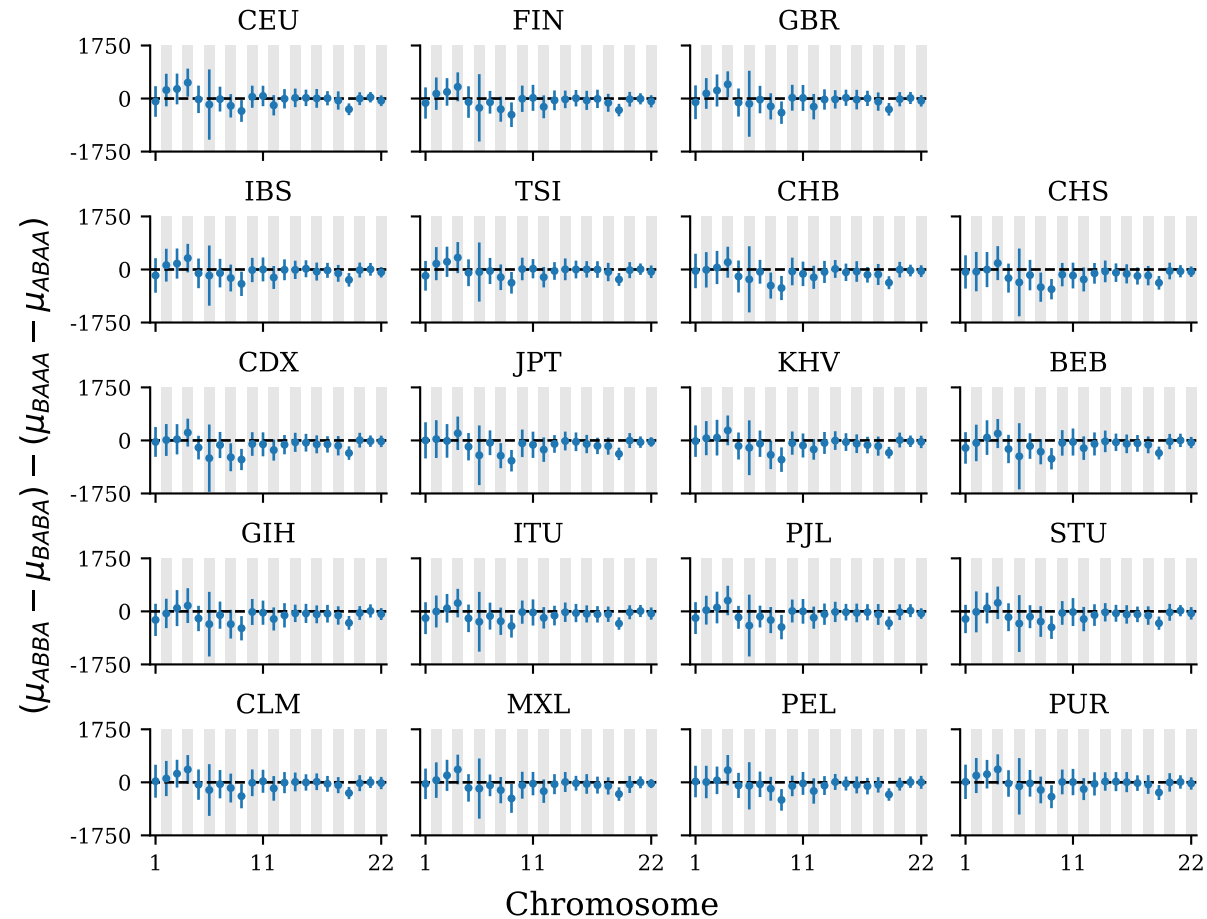 CEU FIN GBR
1750
0
-1750
IBS TSI CHB CHS
1750
0
-1750
CDX JPT KHV BEB
1750
0
-1750
GIH ITU PJL STU
1750
0
-1750
CLM MXL PEL PUR
1750
0
-1750
1 11 22 1 11 22 1 11 22 1 11 22
Chromosome
(μABBA − μBABA) − (μBAAA − μABAA)